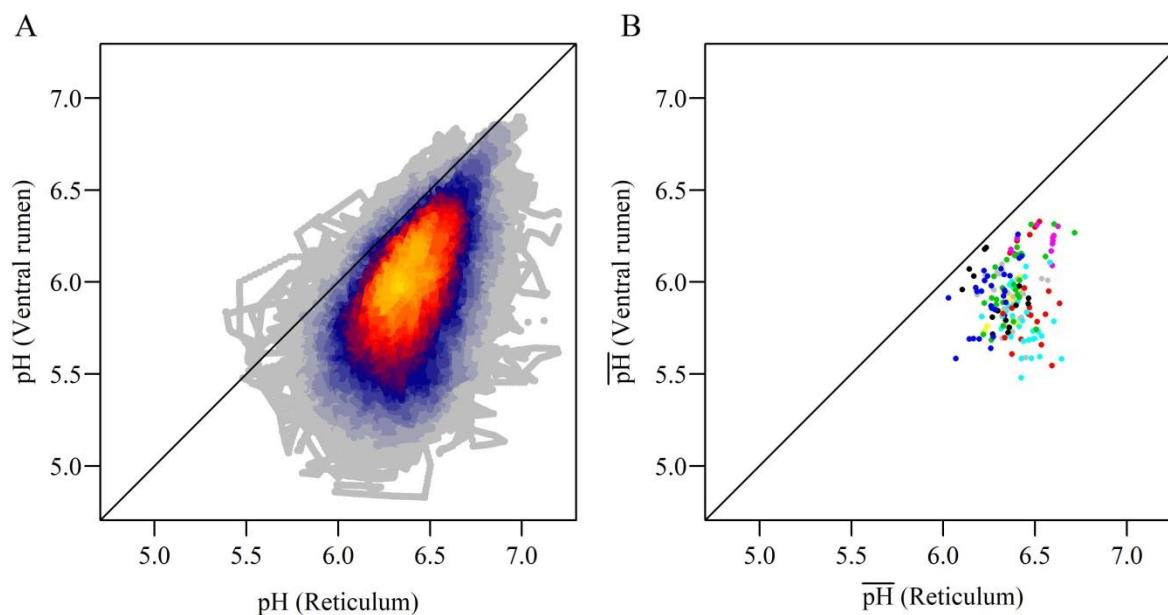 A
7.0
6.5
6.0
5.5
5.0
pH (Ventral rumen)
5.0 5.5 6.0 6.5 7.0
pH (Reticulum)
B
7.0
6.5
6.0
5.5
5.0
p̅H̅ (Ventral rumen)
5.0 5.5 6.0 6.5 7.0
p̅H̅ (Reticulum)